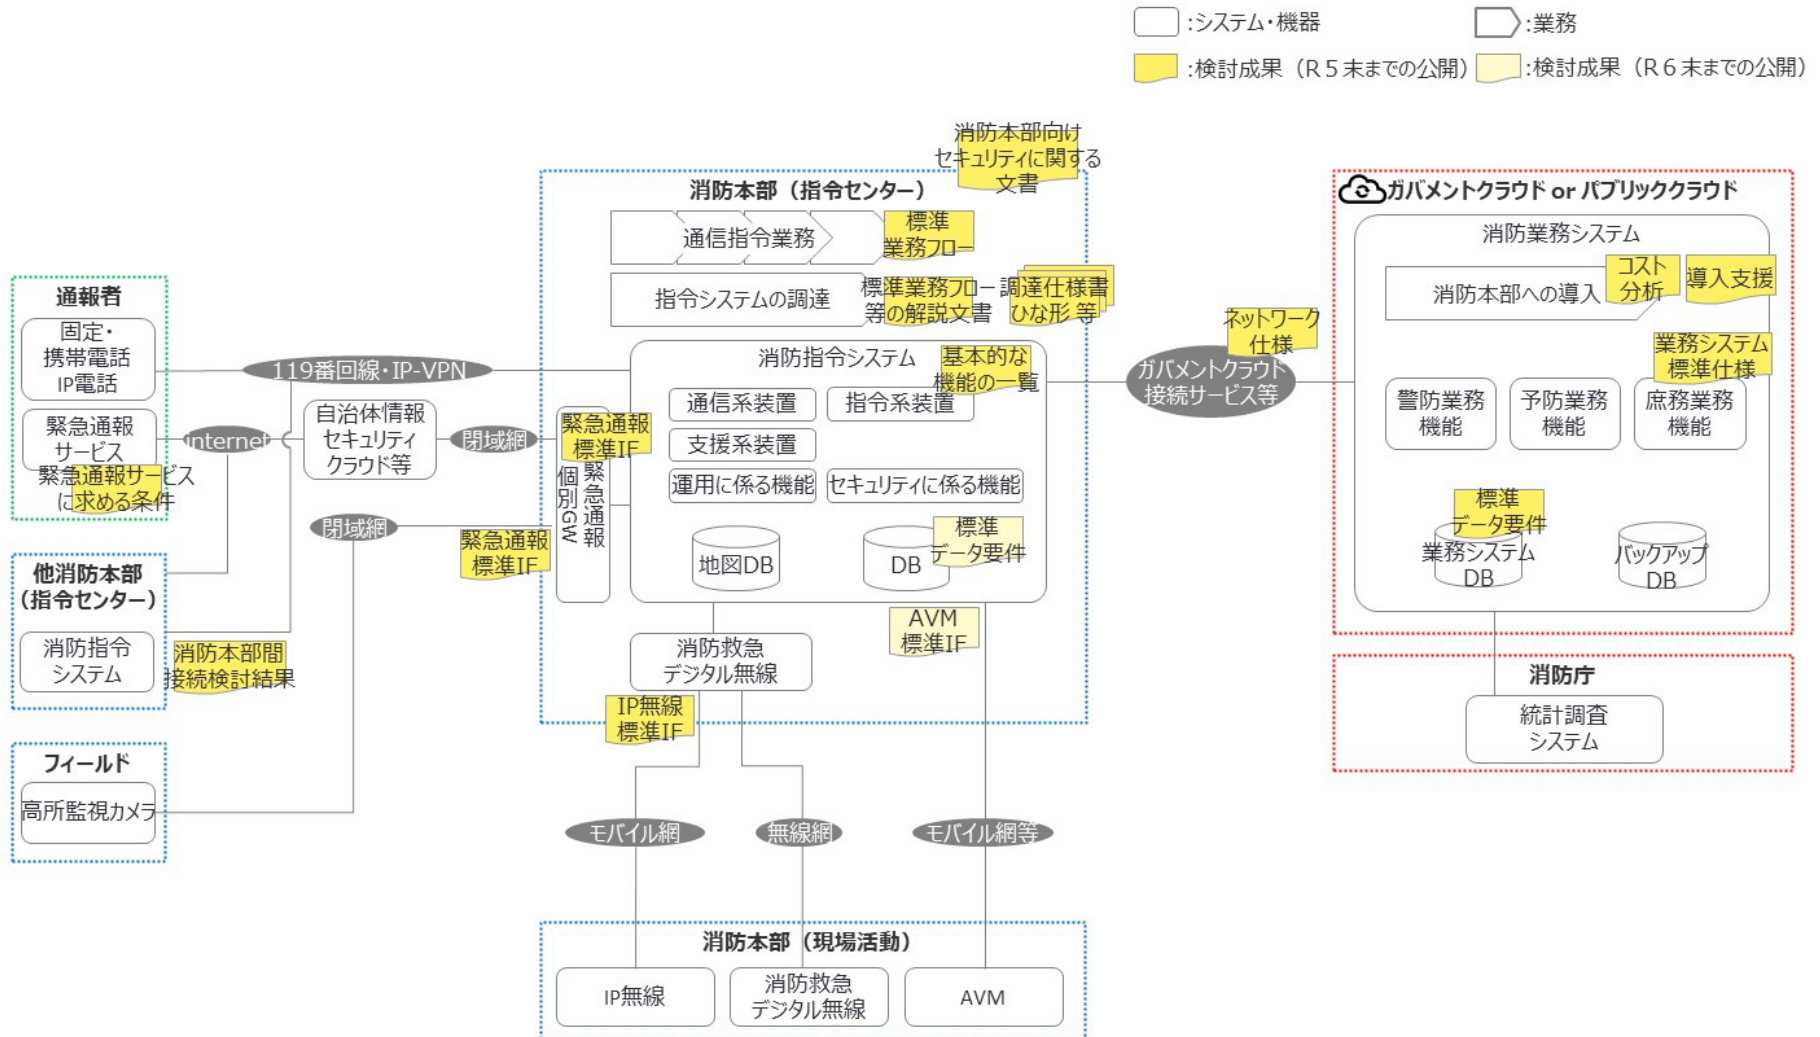 :システム・機器
:業務
:検討成果（R５末までの公開）
:検討成果（R６末までの公開）
消防本部向け
セキュリティに関する
文書
消防本部（指令センター）
通信指令業務
標準
業務フロー
指令システムの調達
標準業務フロー
等の解説文書
調達仕様書
ひな形 等
消防指令システム
基本的な
機能の一覧
通信系装置
指令系装置
支援系装置
運用に係る機能
セキュリティに係る機能
地図DB
DB
標準
データ要件
緊急通報
標準IF
緊急通報
個別GW
緊急通報
標準IF
AVM
標準IF
消防救急
デジタル無線
IP無線
標準IF
通報者
固定・
携帯電話
IP電話
緊急通報
サービス
緊急通報サービス
に求める条件
119番回線・IP-VPN
internet
自治体情報
セキュリティ
クラウド等
閉域網
閉域網
他消防本部
（指令センター）
消防指令
システム
消防本部間
接続検討結果
フィールド
高所監視カメラ
モバイル網
無線網
モバイル網等
消防本部（現場活動）
IP無線
消防救急
デジタル無線
AVM
ネットワーク
仕様
ガバメントクラウド
接続サービス等
ガバメントクラウド or パブリッククラウド
消防業務システム
消防本部への導入
コスト
分析
導入支援
業務システム
標準仕様
警防業務
機能
予防業務
機能
庶務業務
機能
標準
データ要件
業務システム
DB
バックアップ
DB
消防庁
統計調査
システム